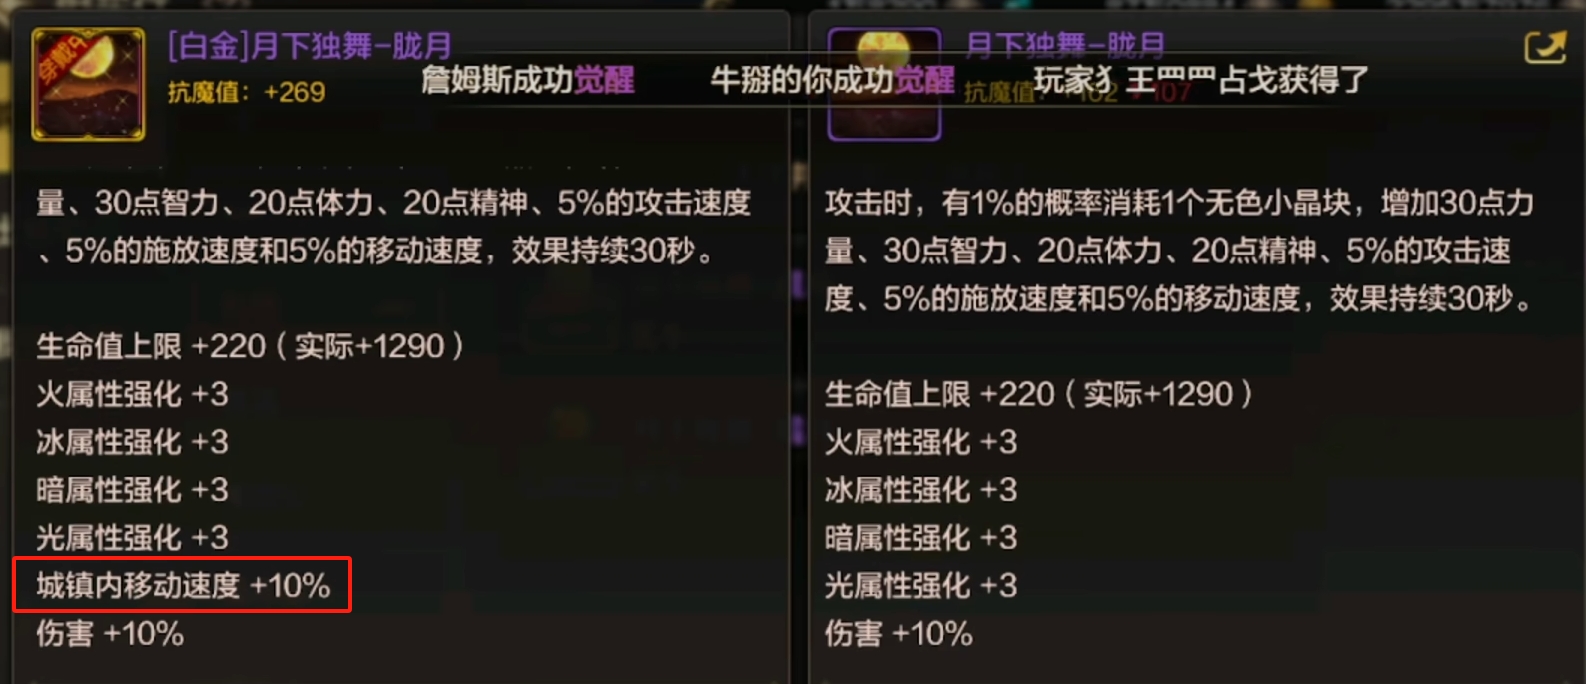 穿戴中
[白金]月下独舞-胧月
抗魔值：+269
詹姆斯成功觉醒 牛掰的你成功觉醒 玩家犭王罒罒占戈获得了
量、30点智力、20点体力、20点精神、5%的攻击速度
、5%的施放速度和5%的移动速度，效果持续30秒。
生命值上限 +220（实际+1290）
火属性强化 +3
冰属性强化 +3
暗属性强化 +3
光属性强化 +3
城镇内移动速度 +10%
伤害 +10%
月下独舞-胧月
抗魔值：
攻击时，有1%的概率消耗1个无色小晶块，增加30点力
量、30点智力、20点体力、20点精神、5%的攻击速
度、5%的施放速度和5%的移动速度，效果持续30秒。
生命值上限 +220（实际+1290）
火属性强化 +3
冰属性强化 +3
暗属性强化 +3
光属性强化 +3
伤害 +10%